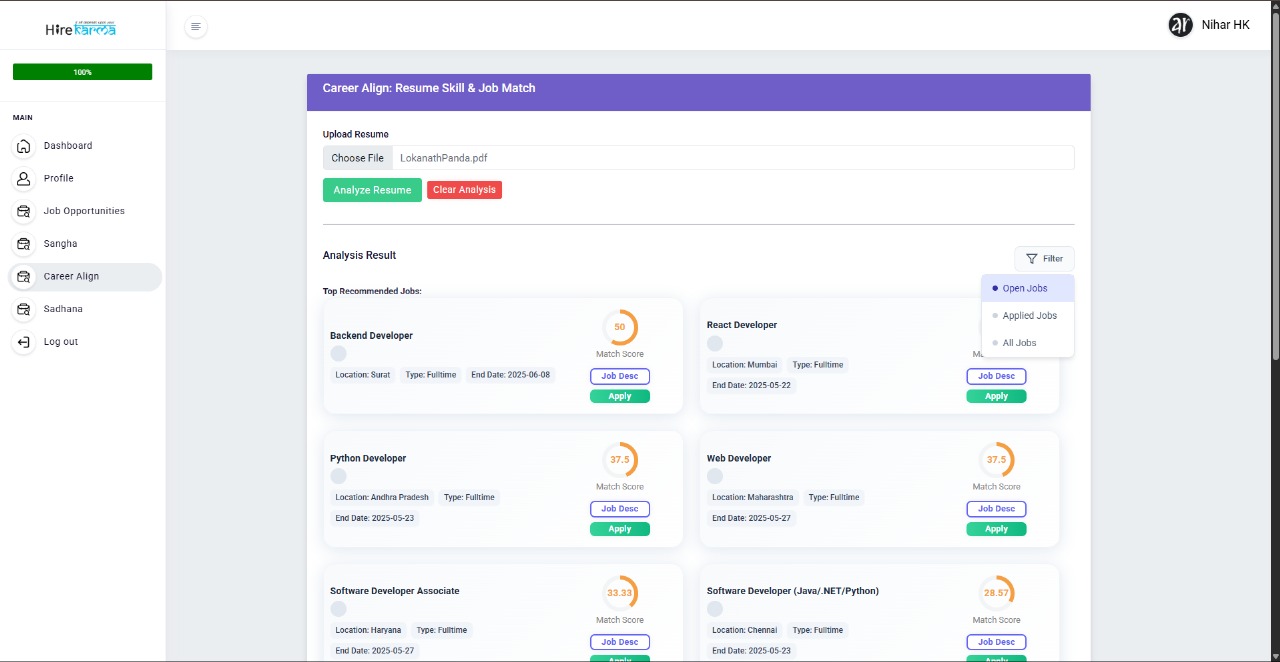 Hire karma
Nihar HK
100%
MAIN
Dashboard
Profile
Job Opportunities
Sangha
Career Align
Sadhana
Log out
Career Align: Resume Skill & Job Match
Upload Resume
Choose File LokanathPanda.pdf
Analyze Resume Clear Analysis
Analysis Result
Filter
Open Jobs
Applied Jobs
All Jobs
Top Recommended Jobs:
Backend Developer
Location: Surat Type: Fulltime End Date: 2025-06-08
50
Match Score
Job Desc
Apply
React Developer
Location: Mumbai Type: Fulltime
End Date: 2025-05-22
Job Desc
Apply
Python Developer
Location: Andhra Pradesh Type: Fulltime
End Date: 2025-05-23
37.5
Match Score
Job Desc
Apply
Web Developer
Location: Maharashtra Type: Fulltime
End Date: 2025-05-27
37.5
Match Score
Job Desc
Apply
Software Developer Associate
Location: Haryana Type: Fulltime
End Date: 2025-05-27
33.33
Match Score
Job Desc
Apply
Software Developer (Java/.NET/Python)
Location: Chennai Type: Fulltime
End Date: 2025-05-23
28.57
Match Score
Job Desc
Apply